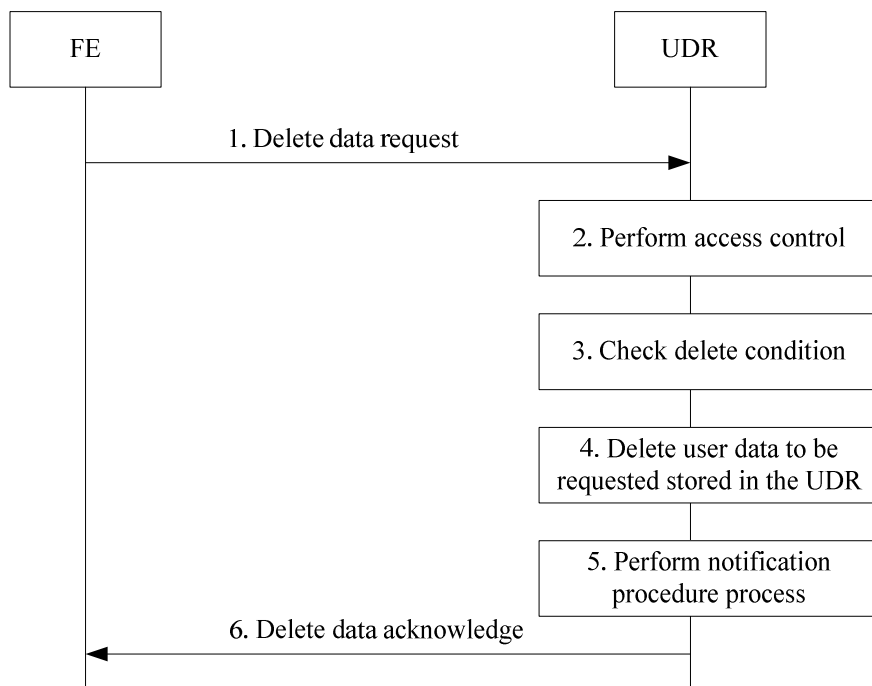 FE
UDR
1. Delete data request
2. Perform access control
3. Check delete condition
4. Delete user data to be
requested stored in the UDR
5. Perform notification
procedure process
6. Delete data acknowledge